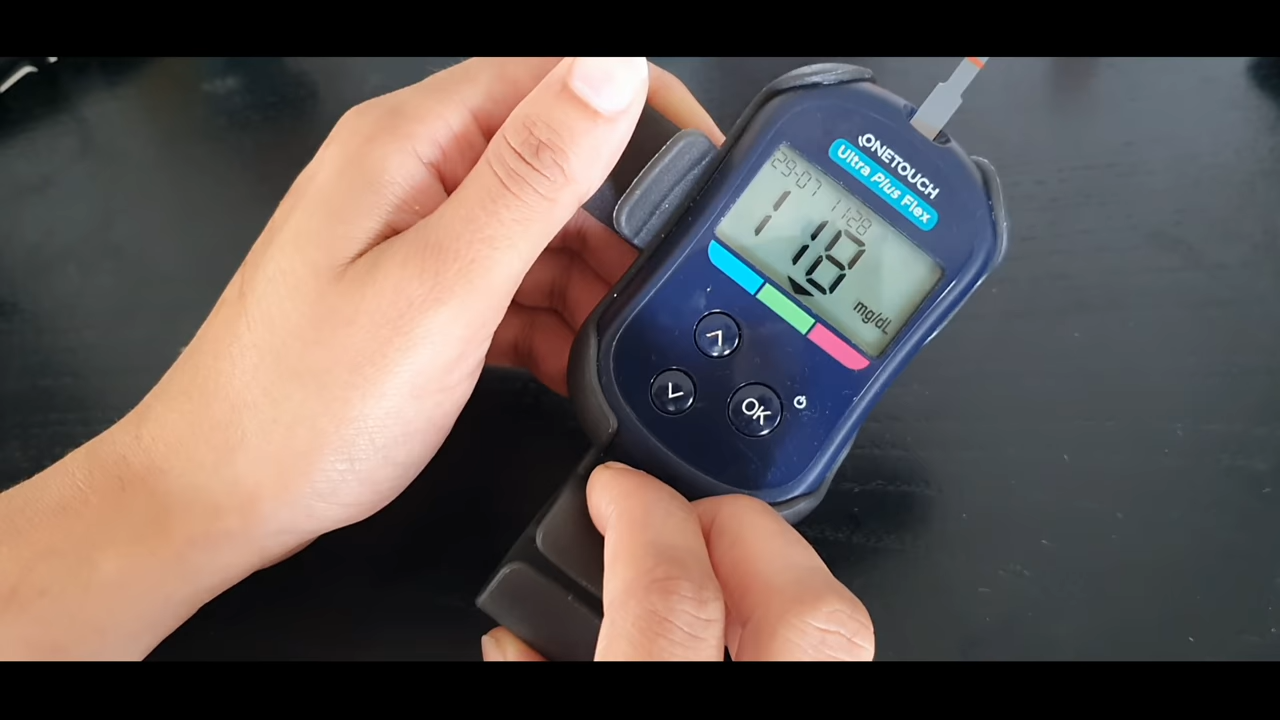 ONETOUCH
Ultra Plus Flex
29-07 11:28
118
mg/dL
OK